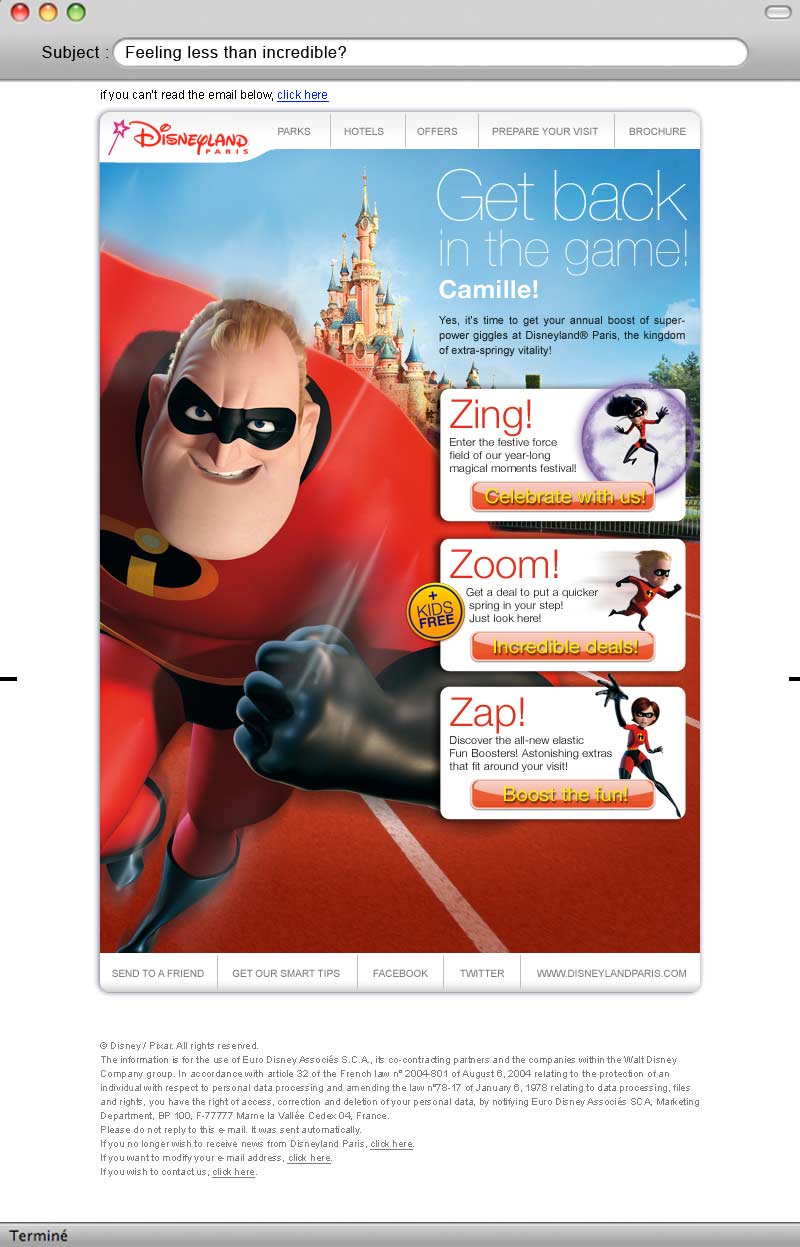 Subject : Feeling less than incredible?
if you can't read the email below, click here
Disneyland
PARIS
PARKS HOTELS OFFERS PREPARE YOUR VISIT BROCHURE
Get back
in the game!
Camille!
Yes, it's time to get your annual boost of super-
power giggles at Disneyland® Paris, the kingdom
of extra-springy vitality!
Zing!
Enter the festive force
field of our year-long
magical moments festival!
Celebrate with us!
Zoom!
+
KIDS
FREE
Get a deal to put a quicker
spring in your step!
Just look here!
Incredible deals!
Zap!
Discover the all-new elastic
Fun Boosters! Astonishing extras
that fit around your visit!
Boost the fun!
SEND TO A FRIEND GET OUR SMART TIPS FACEBOOK TWITTER WWW.DISNEYLANDPARIS.COM
© Disney / Pixar. All rights reserved.
The information is for the use of Euro Disney Associés S.C.A., its co-contracting partners and the companies within the Walt Disney
Company group. In accordance with article 32 of the French law n° 2004-801 of August 6, 2004 relating to the protection of an
individual with respect to personal data processing and amending the law n°78-17 of January 6, 1978 relating to data processing, files
and rights, you have the right of access, correction and deletion of your personal data, by notifying Euro Disney Associés SCA, Marketing
Department, BP 100, F-77777 Marne la Vallée Cedex 04, France.
Please do not reply to this e-mail. It was sent automatically.
If you no longer wish to receive news from Disneyland Paris, click here.
If you want to modify your e-mail address, click here.
If you wish to contact us, click here.
Terminé